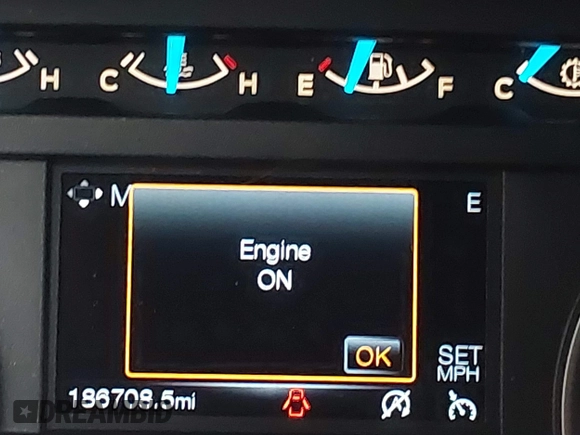 H C H E F C
M E
Engine
ON
OK
SET
MPH
186708.5mi
DREAMBID